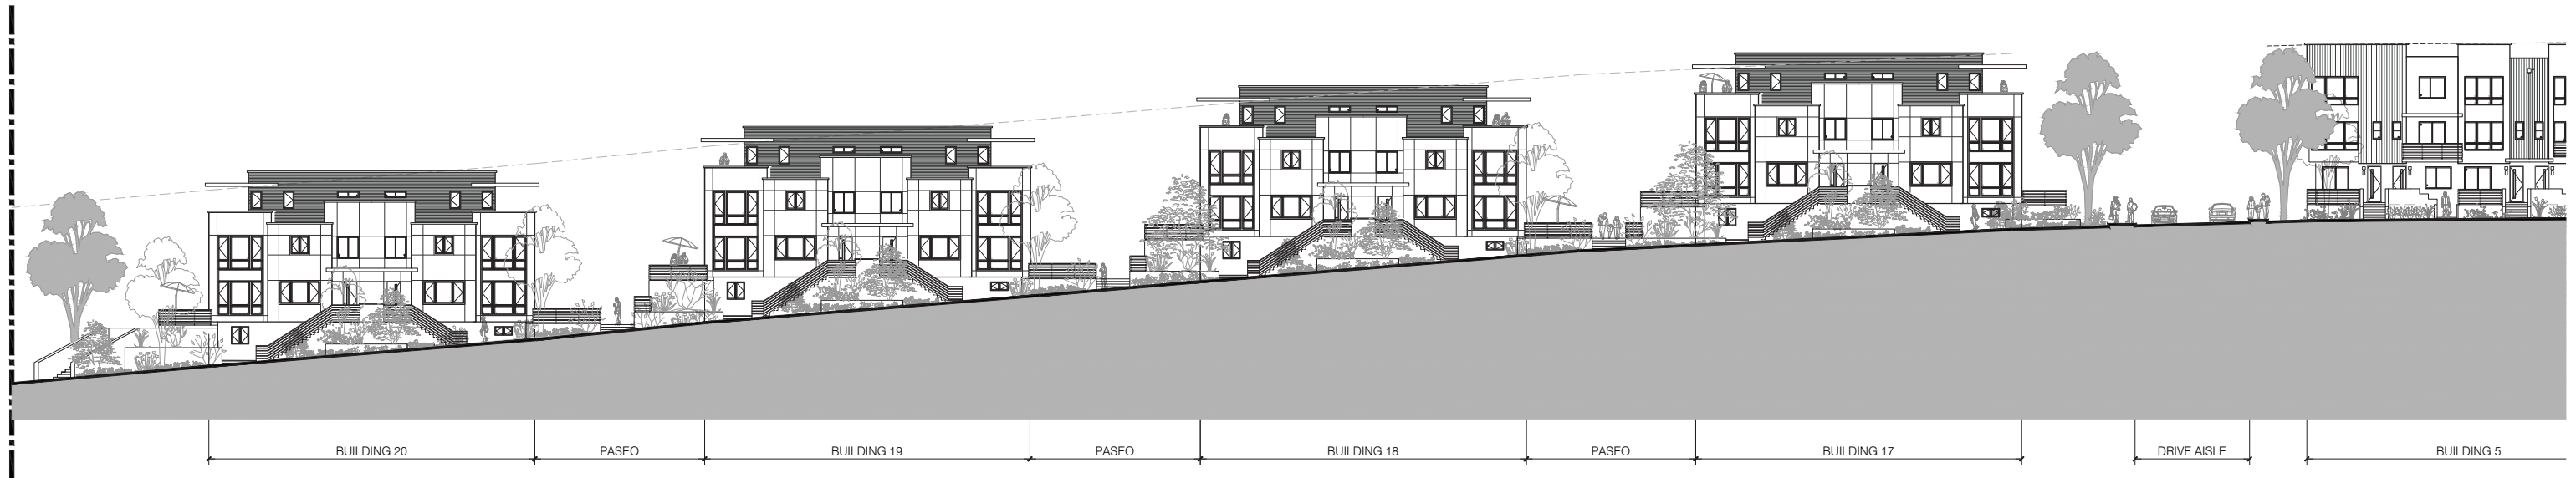 BUILDING 20
PASEO
BUILDING 19
PASEO
BUILDING 18
PASEO
BUILDING 17
DRIVE AISLE
BUILDING 5